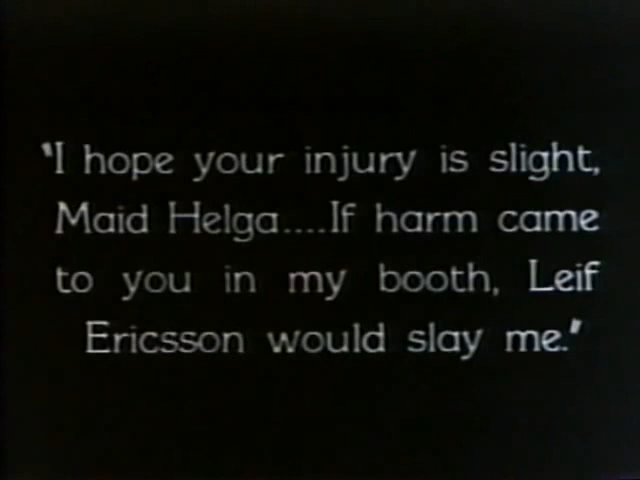 "I hope your injury is slight,
Maid Helga....If harm came
to you in my booth, Leif
Ericsson would slay me."